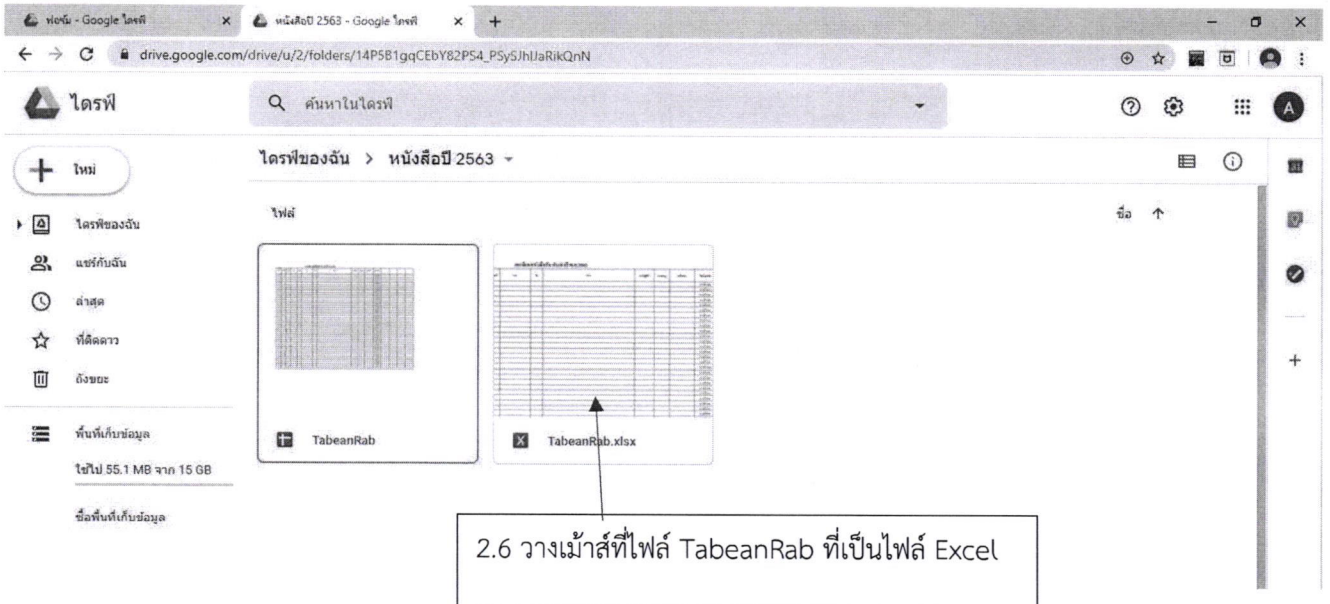 ฟอร์ม - Google ไดรฟ์
หนังสือปี 2563 - Google ไดรฟ์
drive.google.com/drive/u/2/folders/
ไดรฟ์
ค้นหาในไดรฟ์
A
ใหม่
ไดรฟ์ของฉัน > หนังสือปี 2563
ไดรฟ์ของฉัน
แชร์กับฉัน
ล่าสุด
ที่ติดดาว
ถังขยะ
พื้นที่เก็บข้อมูล
ใช้ไป 55.1 MB จาก 15 GB
ซื้อพื้นที่เก็บข้อมูล
ไฟล์
ชื่อ
TabeanRab
X TabeanRab.xlsx
2.6 วางเม้าส์ที่ไฟล์ TabeanRab ที่เป็นไฟล์ Excel